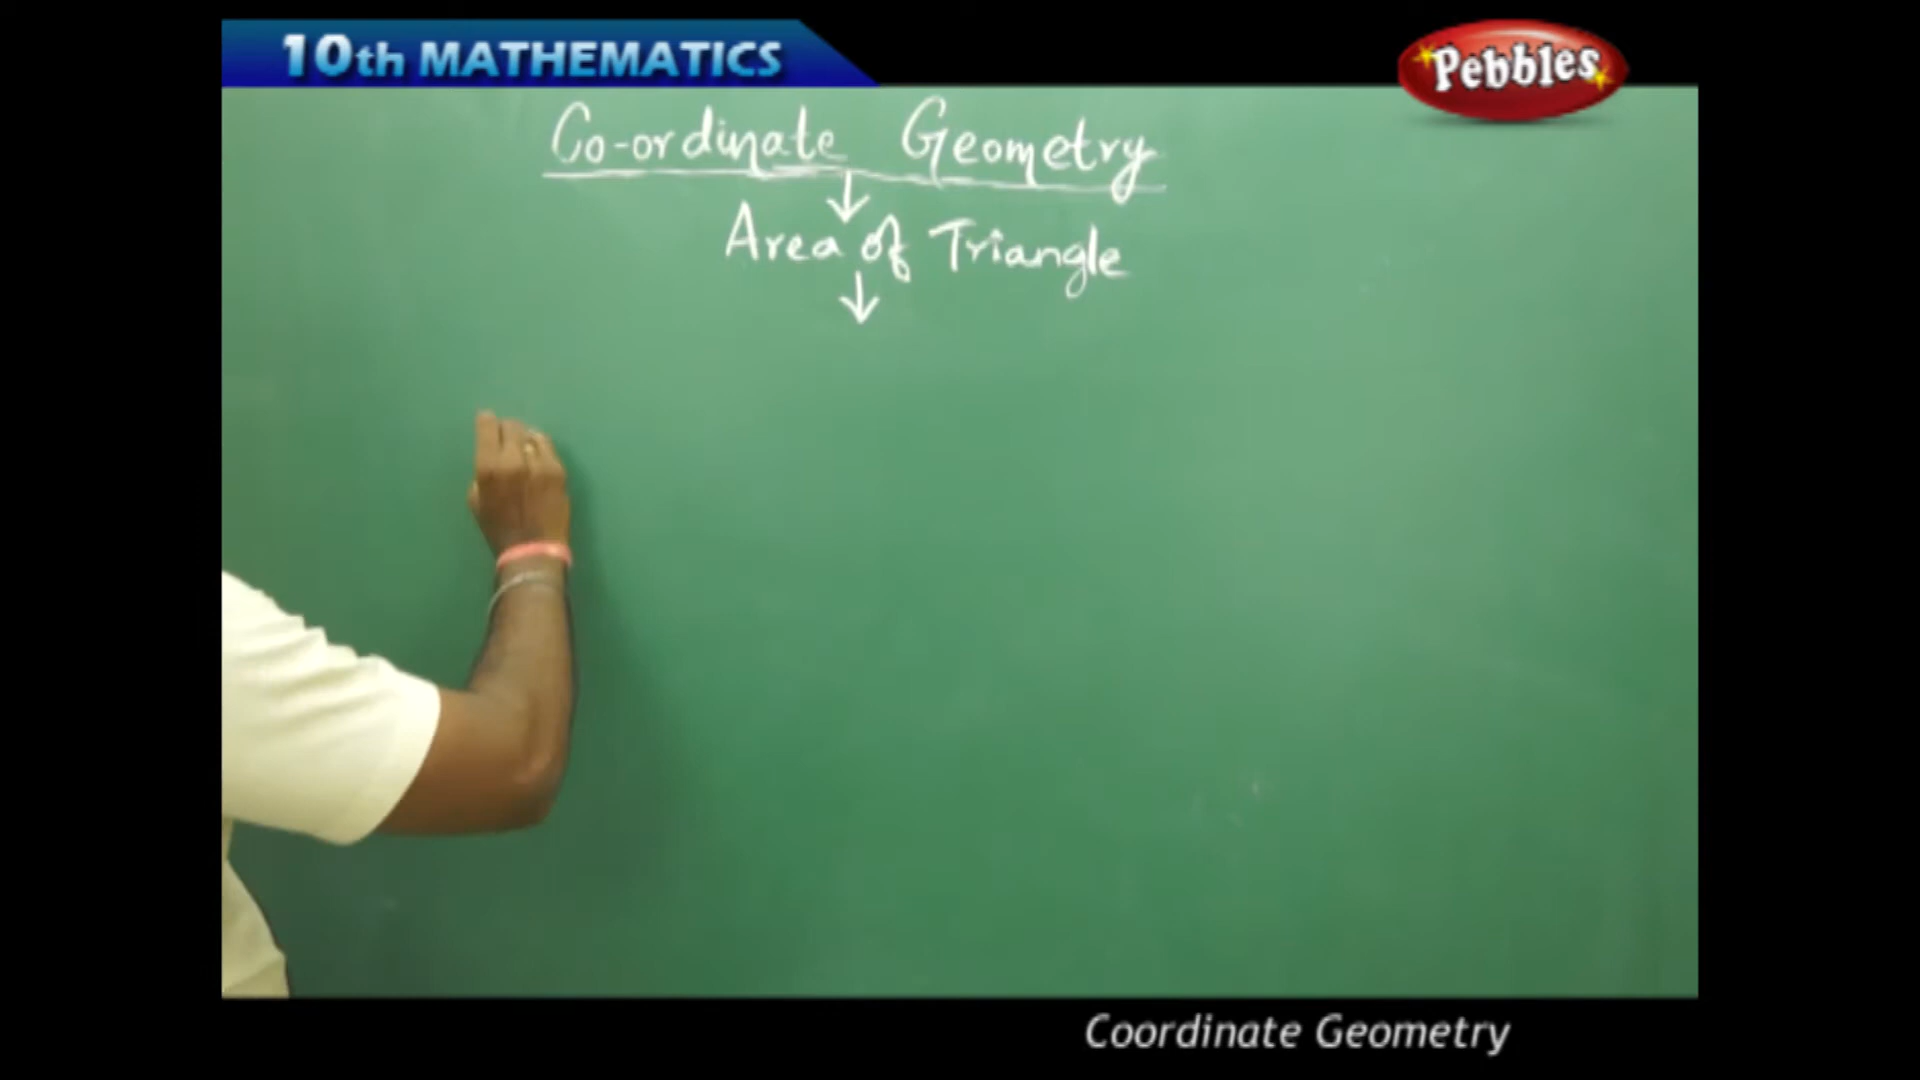 10th MATHEMATICS
Pebbles
Co-ordinate Geometry
Area of Triangle
Coordinate Geometry